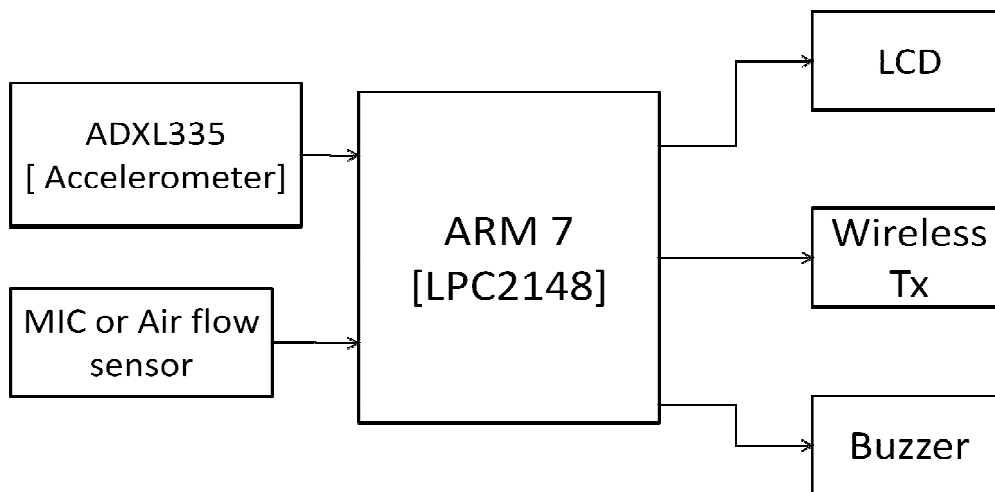 ADXL335
[ Accelerometer]
MIC or Air flow
sensor
ARM 7
[LPC2148]
LCD
Wireless
Tx
Buzzer